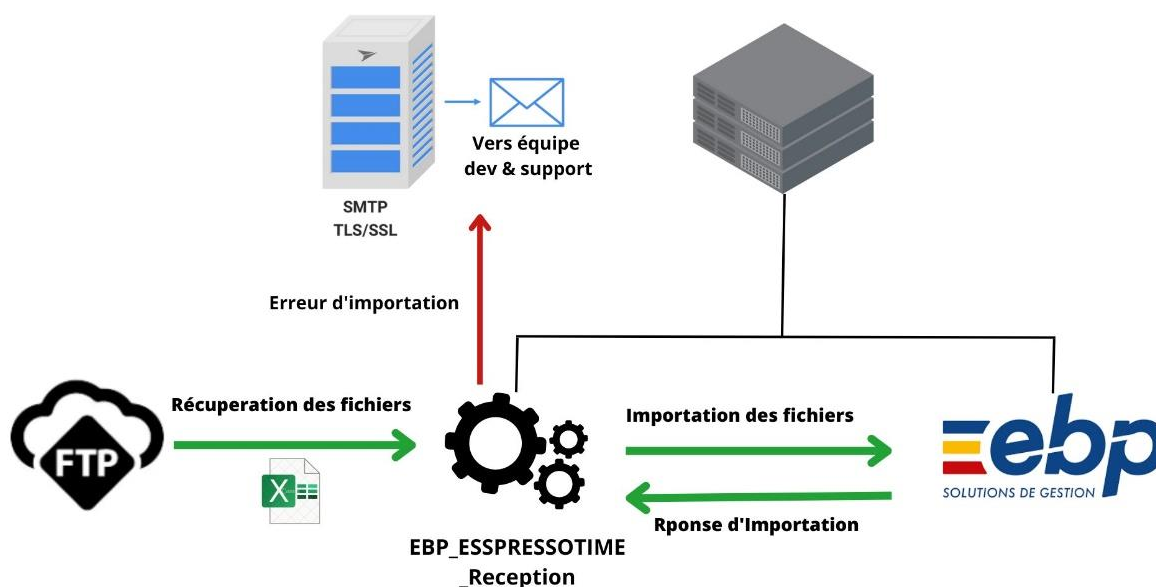 Vers équipe
dev & support
SMTP
TLS/SSL
Erreur d'importation
Récuperation des fichiers
Importation des fichiers
FTP
X
ebp
SOLUTIONS DE GESTION
Rponse d'Importation
EBP_ESSPRESSOTIME
_Reception